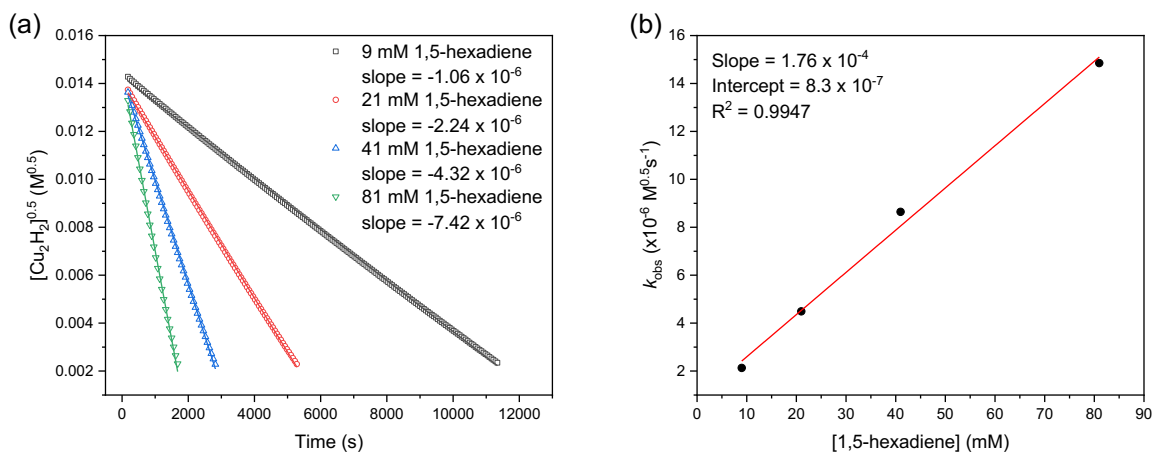 (a)
[Cu₂H₂]⁰·⁵ (M⁰·⁵)
0.016
0.014
0.012
0.010
0.008
0.006
0.004
0.002
9 mM 1,5-hexadiene
slope = -1.06 x 10⁻⁶
21 mM 1,5-hexadiene
slope = -2.24 x 10⁻⁶
41 mM 1,5-hexadiene
slope = -4.32 x 10⁻⁶
81 mM 1,5-hexadiene
slope = -7.42 x 10⁻⁶
0 2000 4000 6000 8000 10000 12000
Time (s)
(b)
k_obs (x10⁻⁶ M⁰·⁵s⁻¹)
16
14
12
10
8
6
4
2
Slope = 1.76 x 10⁻⁴
Intercept = 8.3 x 10⁻⁷
R² = 0.9947
0 10 20 30 40 50 60 70 80 90
[1,5-hexadiene] (mM)